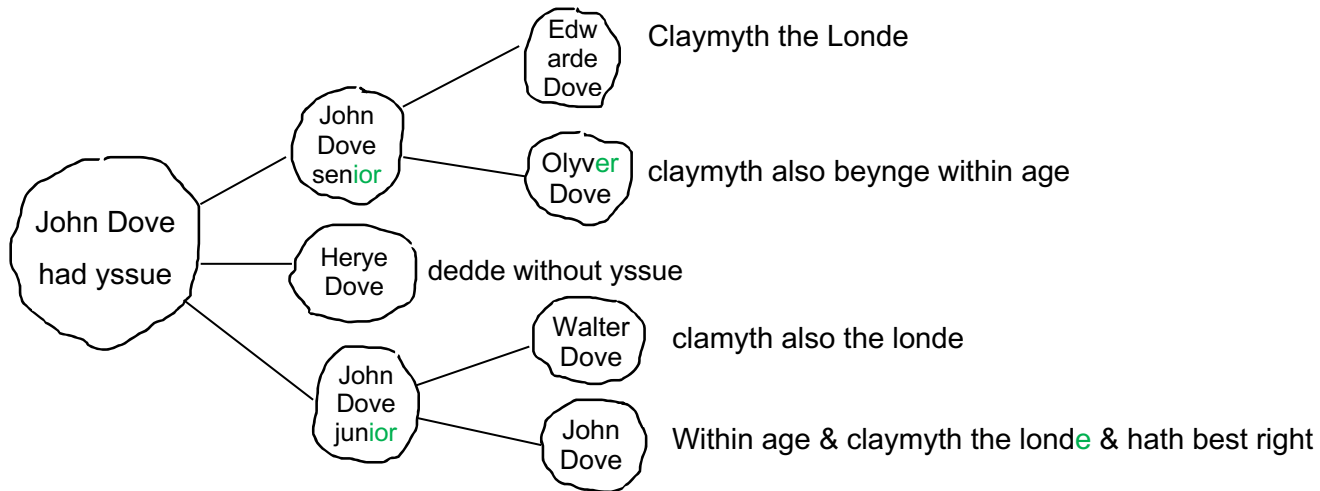 Edw
arde
Dove
Claymyth the Londe
John
Dove
senior
Olyver
Dove
claymyth also beynge within age
John Dove
had yssue
Herye
Dove
dedde without yssue
Walter
Dove
clamyth also the londe
John
Dove
junior
John
Dove
Within age & claymyth the londe & hath best right